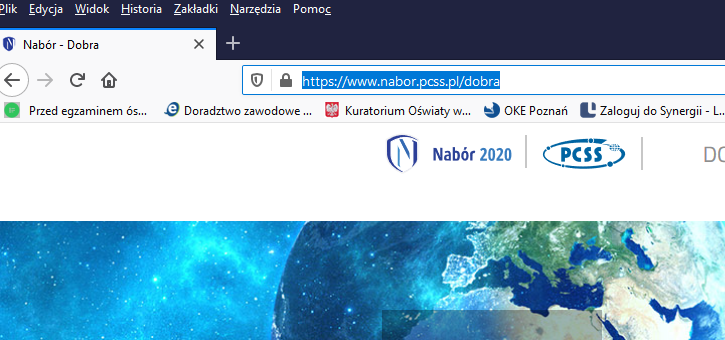 Plik Edycja Widok Historia Zakładki Narzędzia Pomoc
Nabór - Dobra
https://www.nabor.pcss.pl/dobra
Przed egzaminem ós... Doradztwo zawodowe ... Kuratorium Oświaty w... OKE Poznań Zaloguj do Synergii - L...
Nabór 2020 PCSS DO